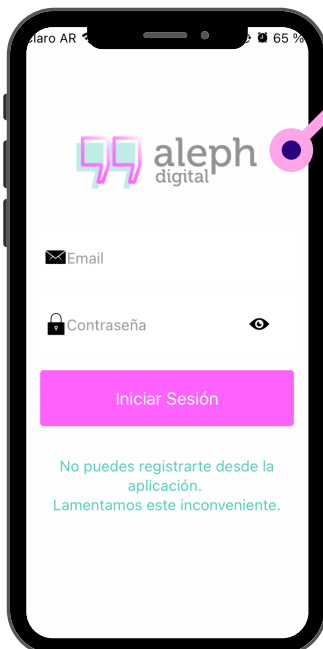 Claro AR 65 %
aleph
digital
Email
Contraseña
Iniciar Sesión
No puedes registrarte desde la
aplicación.
Lamentamos este inconveniente.